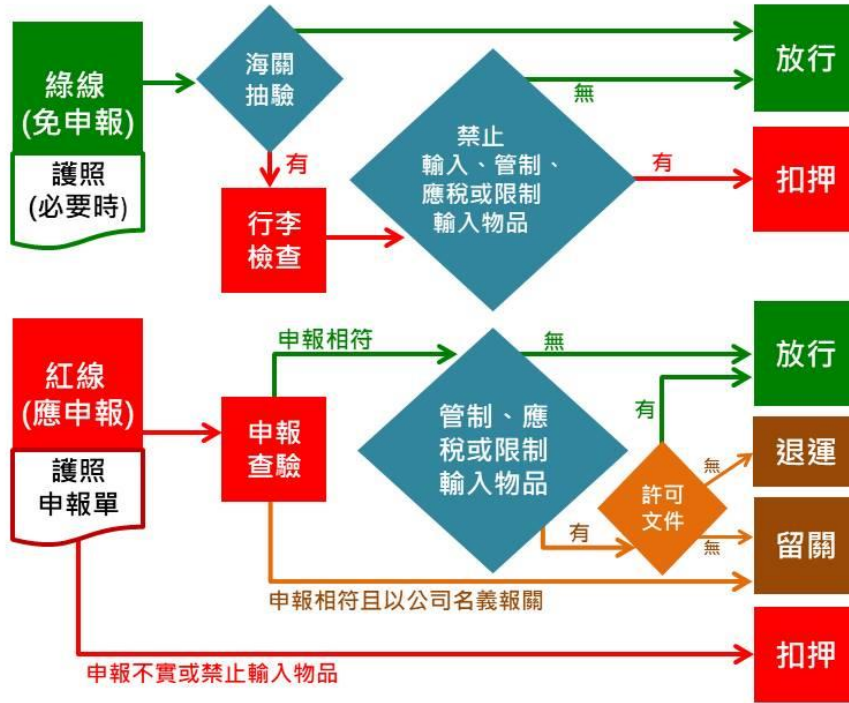 綠線
(免申報)
護照
(必要時)
海關
抽驗
有
行李
檢查
禁止
輸入、管制、
應稅或限制
輸入物品
無
有
放行
扣押
紅線
(應申報)
護照
申報單
申報
查驗
申報相符
管制、應
稅或限制
輸入物品
無
有
許可
文件
有
無
無
放行
退運
留關
扣押
申報相符且以公司名義報關
申報不實或禁止輸入物品